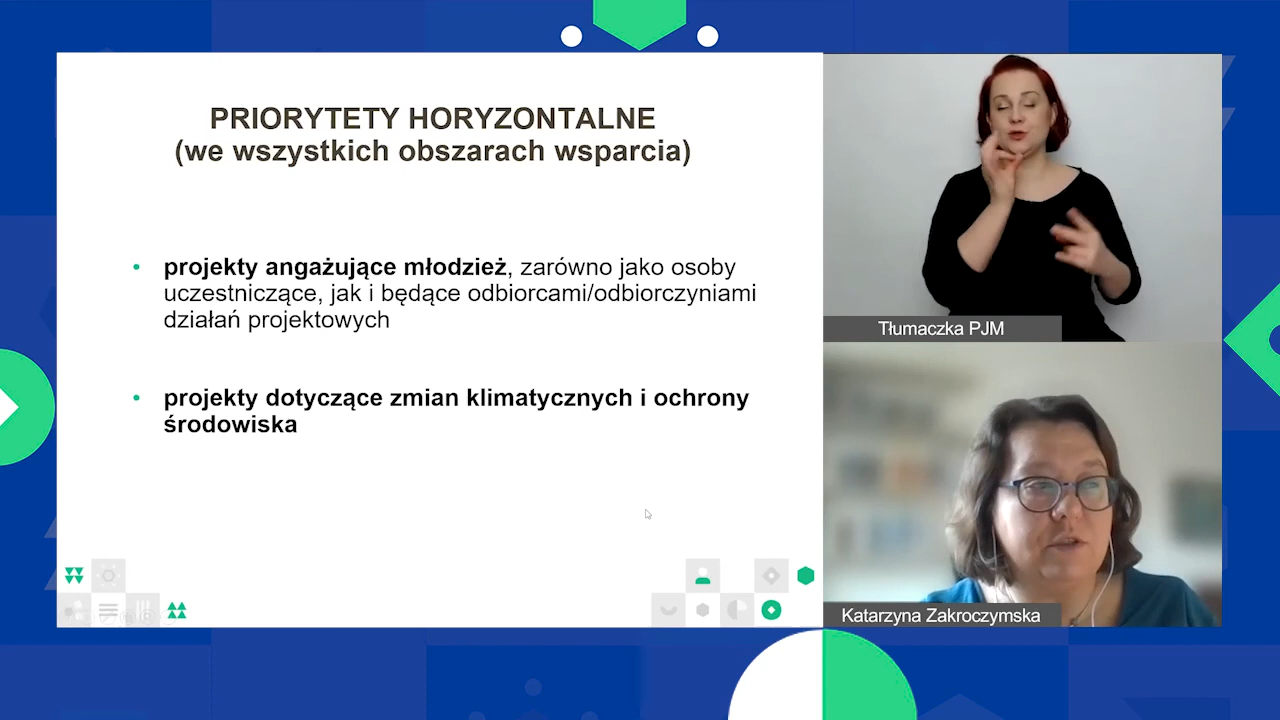 PRIORYTETY HORYZONTALNE
(we wszystkich obszarach wsparcia)
• projekty angażujące młodzież, zarówno jako osoby
uczestniczące, jak i będące odbiorcami/odbiorczyniami
działań projektowych
• projekty dotyczące zmian klimatycznych i ochrony
środowiska
Tłumaczka PJM
Katarzyna Zakroczymska